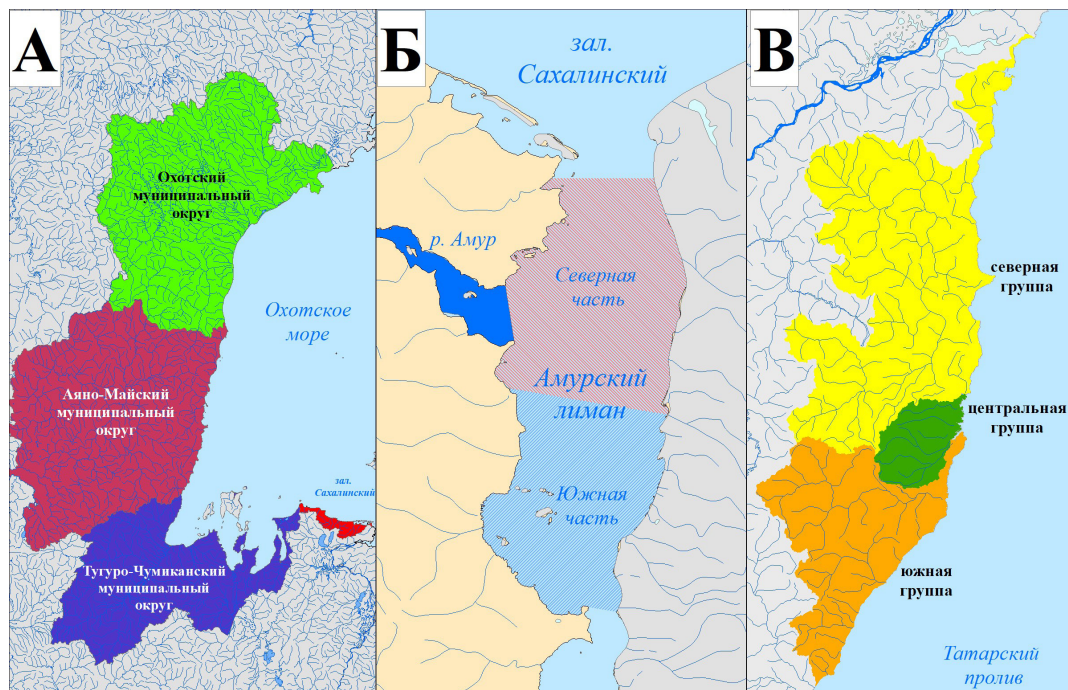 А
Охотский
муниципальный
округ
Охотское
море
Аяно-Майский
муниципальный
округ
зал.
Сахалинский
Тугуро-Чумиканский
муниципальный
округ
Б
зал.
Сахалинский
р. Амур
Северная
часть
Амурский
лиман
Южная
часть
В
северная
группа
центральная
группа
южная
группа
Татарский
пролив